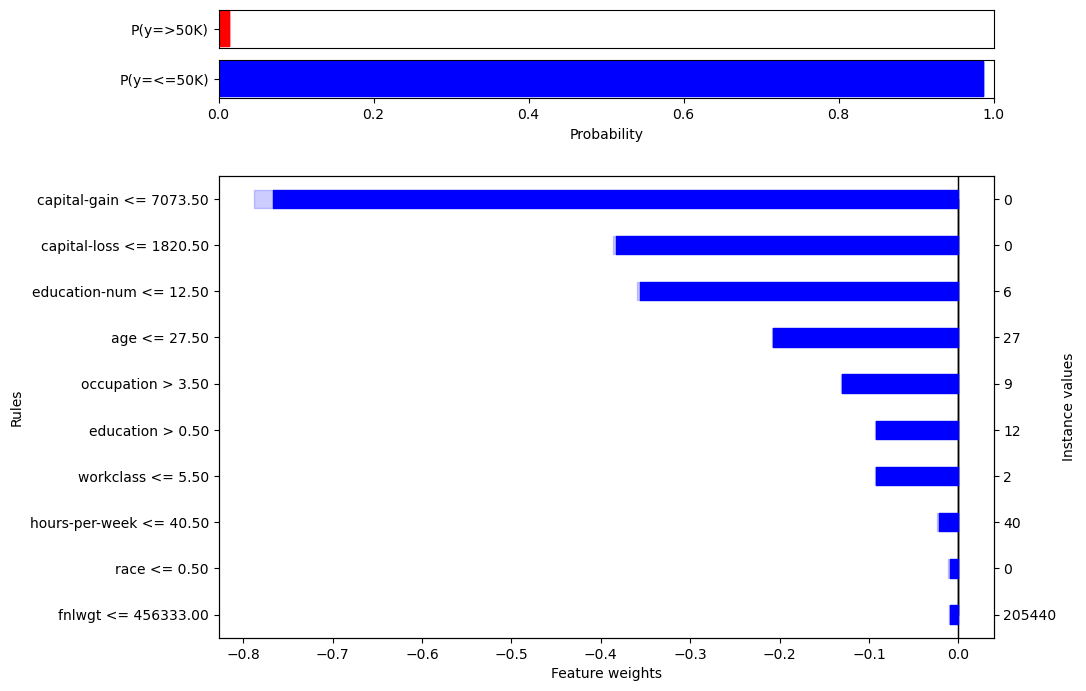 P(y=>50K)
P(y=<=50K)
0.0 0.2 0.4 0.6 0.8 1.0
Probability
capital-gain <= 7073.50 0
capital-loss <= 1820.50 0
education-num <= 12.50 6
age <= 27.50 27
occupation > 3.50 9
education > 0.50 12
workclass <= 5.50 2
hours-per-week <= 40.50 40
race <= 0.50 0
fnlwgt <= 456333.00 205440
Rules
Instance values
−0.8 −0.7 −0.6 −0.5 −0.4 −0.3 −0.2 −0.1 0.0
Feature weights